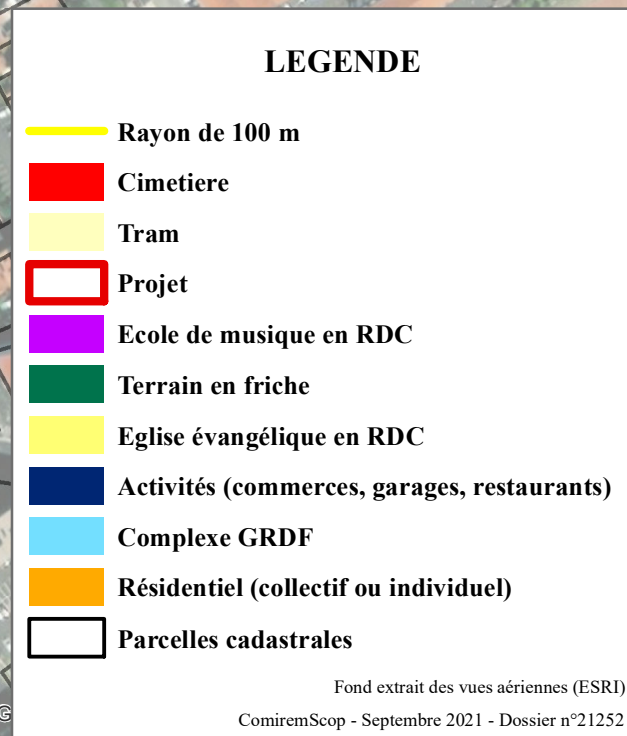 LEGENDE
Rayon de 100 m
Cimetiere
Tram
Projet
Ecole de musique en RDC
Terrain en friche
Eglise évangélique en RDC
Activités (commerces, garages, restaurants)
Complexe GRDF
Résidentiel (collectif ou individuel)
Parcelles cadastrales
Fond extrait des vues aériennes (ESRI)
ComiremScop - Septembre 2021 - Dossier n°21252